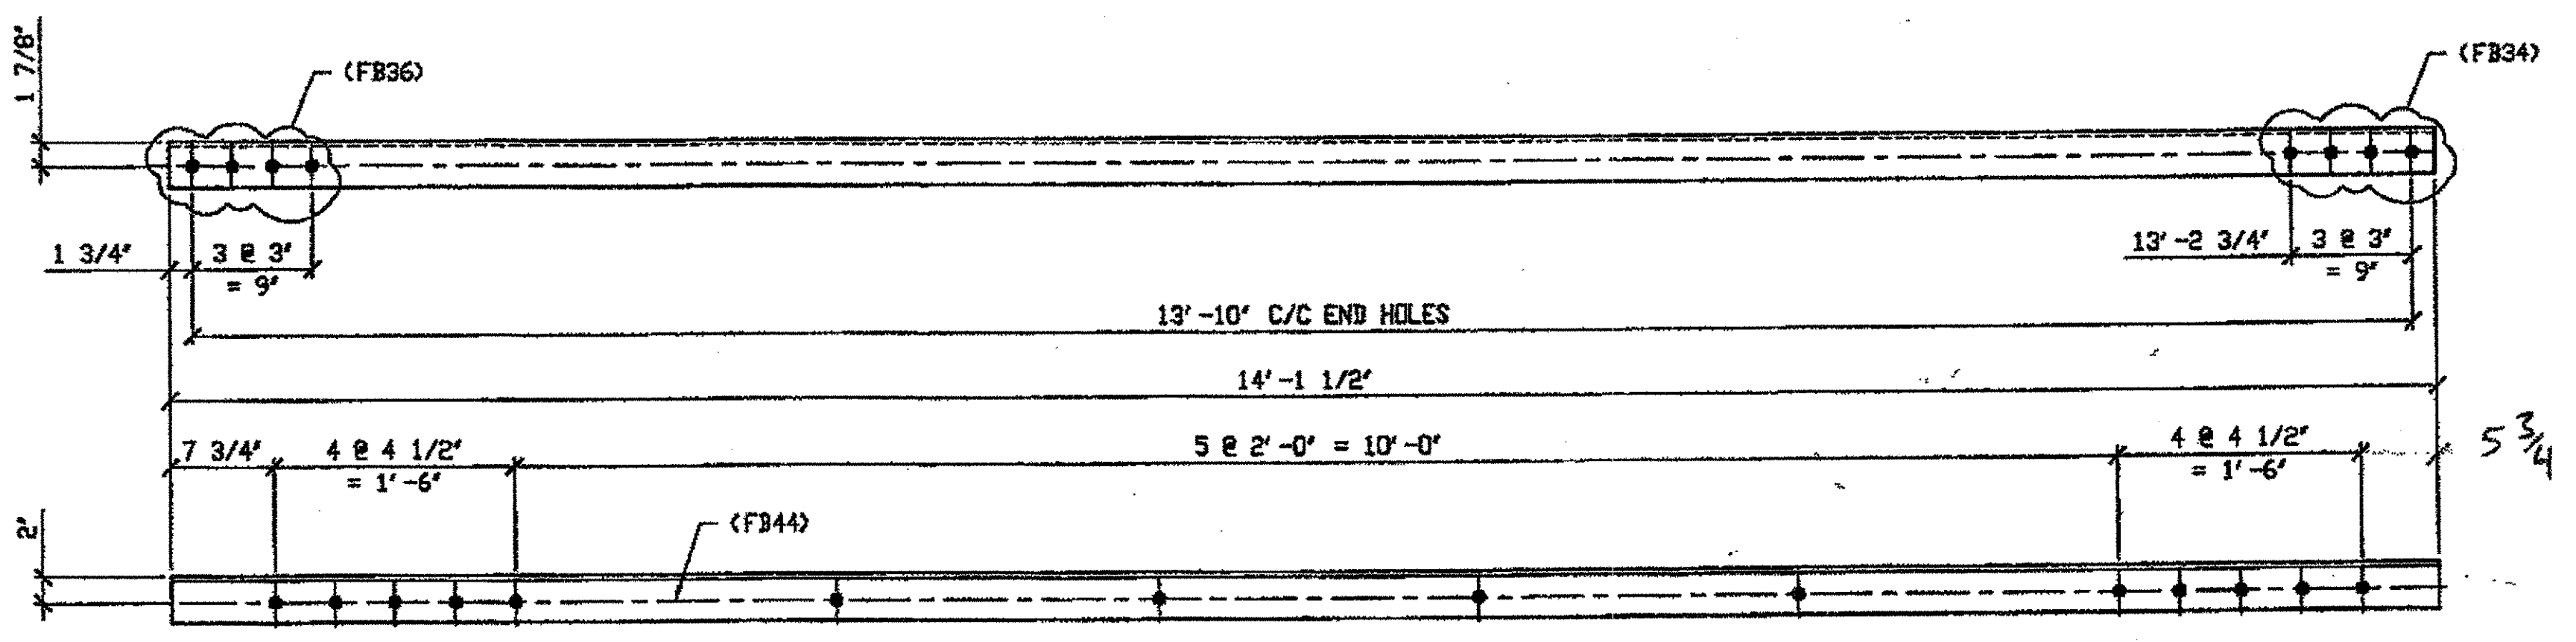 1 7/8"
(FB36)
(FB34)
1 3/4"
3 @ 3"
= 9"
13'-2 3/4"
3 @ 3"
= 9"
13'-10" C/C END HOLES
14'-1 1/2"
7 3/4"
4 @ 4 1/2"
= 1'-6"
5 @ 2'-0" = 10'-0"
4 @ 4 1/2"
= 1'-6"
5 3/4
2"
(FB44)